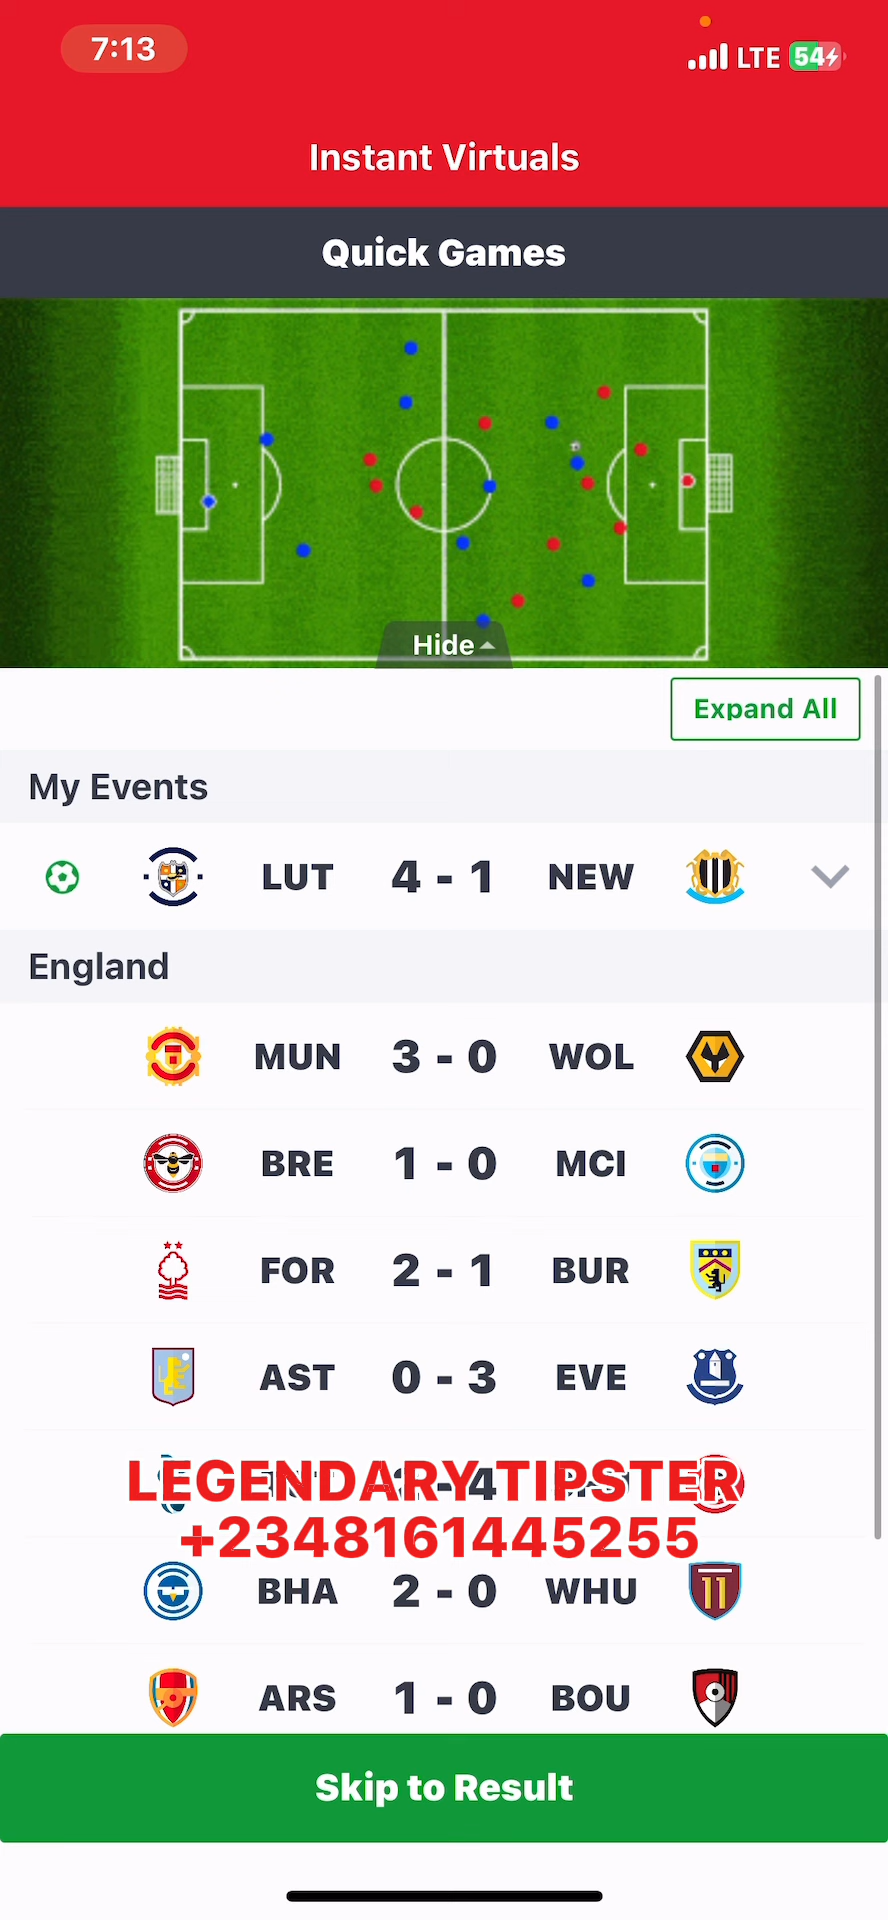 7:13
LTE 54
Instant Virtuals
Quick Games
Hide
Expand All
My Events
LUT 4 - 1 NEW
England
MUN 3 - 0 WOL
BRE 1 - 0 MCI
FOR 2 - 1 BUR
AST 0 - 3 EVE
LEGENDARY TIPSTER
- 4
+2348161445255
BHA 2 - 0 WHU
11
ARS 1 - 0 BOU
Skip to Result